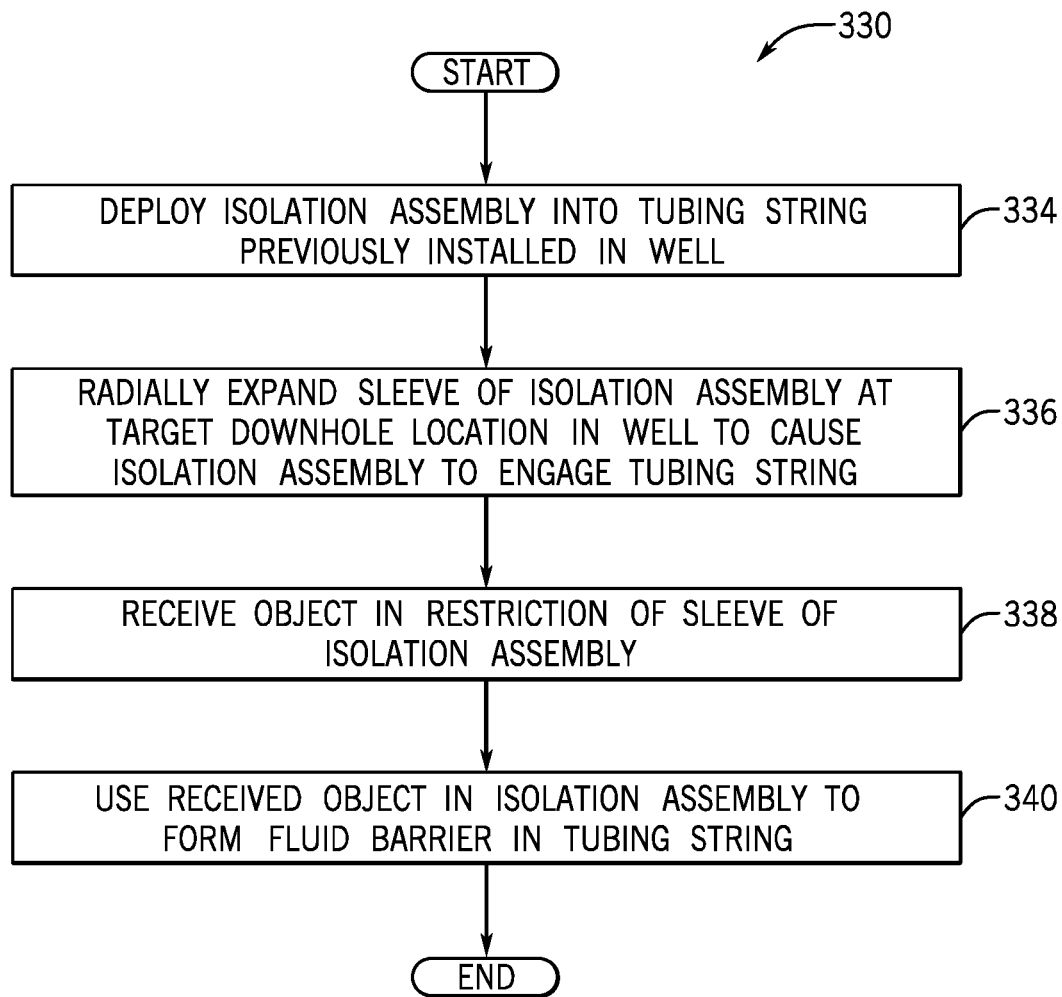 330
START
DEPLOY ISOLATION ASSEMBLY INTO TUBING STRING
PREVIOUSLY INSTALLED IN WELL
334
RADIALLY EXPAND SLEEVE OF ISOLATION ASSEMBLY AT
TARGET DOWNHOLE LOCATION IN WELL TO CAUSE
ISOLATION ASSEMBLY TO ENGAGE TUBING STRING
336
RECEIVE OBJECT IN RESTRICTION OF SLEEVE OF
ISOLATION ASSEMBLY
338
USE RECEIVED OBJECT IN ISOLATION ASSEMBLY TO
FORM FLUID BARRIER IN TUBING STRING
340
END